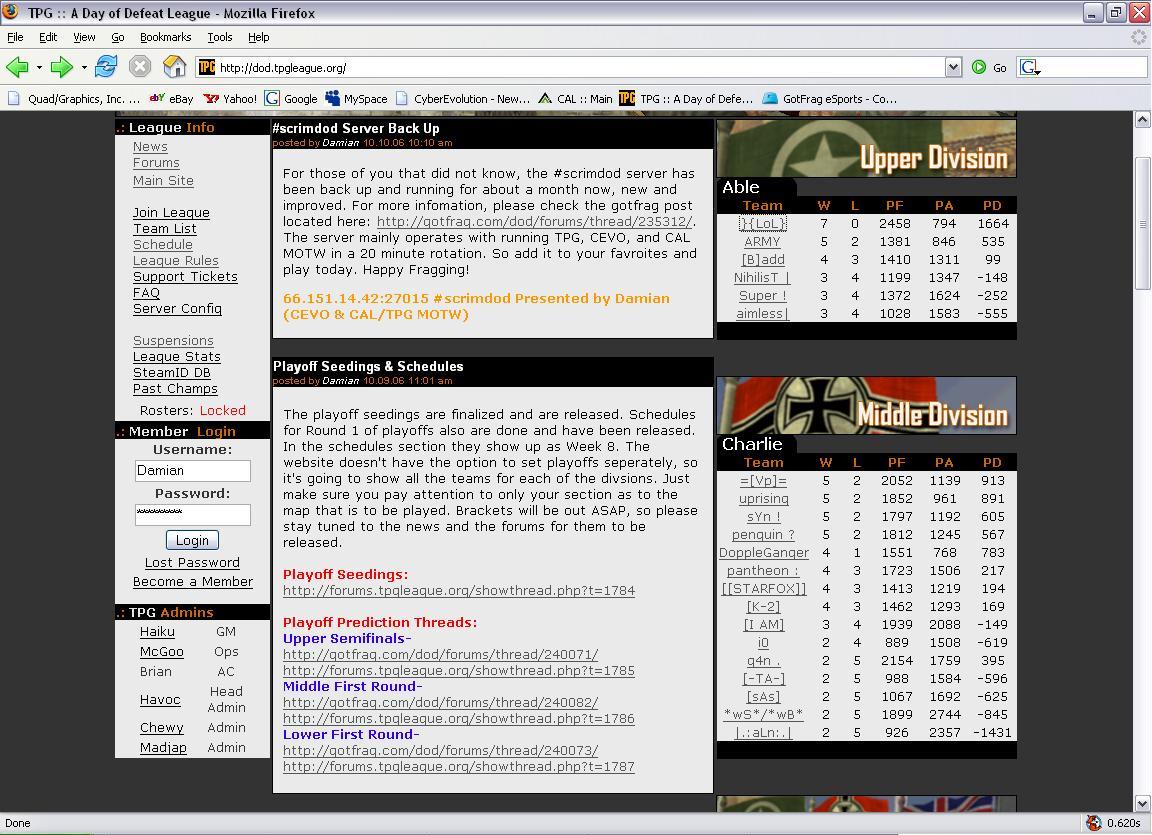 TPG :: A Day of Defeat League - Mozilla Firefox
File Edit View Go Bookmarks Tools Help
TPG http://dod.tpgleague.org/ Go G
Quad/Graphics, Inc. ... eBay Yahoo! Google MySpace CyberEvolution - New... CAL :: Main TPG :: A Day of Defe... GotFrag eSports - Co...
.: League Info
News
Forums
Main Site
Join League
Team List
Schedule
League Rules
Support Tickets
FAQ
Server Config
Suspensions
League Stats
SteamID DB
Past Champs
Rosters: Locked
.: Member Login
Username:
Damian
Password:
*********
Login
Lost Password
Become a Member
.: TPG Admins
Haiku GM
McGoo Ops
Brian AC
Havoc Head Admin
Chewy Admin
Madjap Admin
#scrimdod Server Back Up
posted by Damian 10.10.06 10:10 am
For those of you that did not know, the #scrimdod server has
been back up and running for about a month now, new and
improved. For more infomation, please check the gotfrag post
located here: http://gotfrag.com/dod/forums/thread/235312/.
The server mainly operates with running TPG, CEVO, and CAL
MOTW in a 20 minute rotation. So add it to your favroites and
play today. Happy Fragging!
66.151.14.42:27015 #scrimdod Presented by Damian
(CEVO & CAL/TPG MOTW)
Playoff Seedings & Schedules
posted by Damian 10.09.06 11:01 am
The playoff seedings are finalized and are released. Schedules
for Round 1 of playoffs also are done and have been released.
In the schedules section they show up as Week 8. The
website doesn't have the option to set playoffs seperately, so
it's going to show all the teams for each of the divsions. Just
make sure you pay attention to only your section as to the
map that is to be played. Brackets will be out ASAP, so please
stay tuned to the news and the forums for them to be
released.
Playoff Seedings:
http://forums.tpgleague.org/showthread.php?t=1784
Playoff Prediction Threads:
Upper Semifinals-
http://gotfrag.com/dod/forums/thread/240071/
http://forums.tpgleague.org/showthread.php?t=1785
Middle First Round-
http://gotfrag.com/dod/forums/thread/240082/
http://forums.tpgleague.org/showthread.php?t=1786
Lower First Round-
http://gotfrag.com/dod/forums/thread/240073/
http://forums.tpgleague.org/showthread.php?t=1787
Upper Division
Able
Team W L PF PA PD
}{LoL} 7 0 2458 794 1664
ARMY 5 2 1381 846 535
[B]add 4 3 1410 1311 99
NihilisT | 3 4 1199 1347 -148
Super ! 3 4 1372 1624 -252
aimless| 3 4 1028 1583 -555
Middle Division
Charlie
Team W L PF PA PD
=[Vp]= 5 2 2052 1139 913
uprising 5 2 1852 961 891
sYn ! 5 2 1797 1192 605
penguin ? 5 2 1812 1245 567
DoppleGanger 4 1 1551 768 783
pantheon : 4 3 1723 1506 217
[[STARFOX]] 4 3 1413 1219 194
[K-2] 4 3 1462 1293 169
[I AM] 3 4 1939 2088 -149
i0 2 4 889 1508 -619
q4n . 2 5 2154 1759 395
[-TA-] 2 5 988 1584 -596
[sAs] 2 5 1067 1692 -625
*wS*/*wB* 2 5 1899 2744 -845
|.:aLn:.| 2 5 926 2357 -1431
Done 0.620s